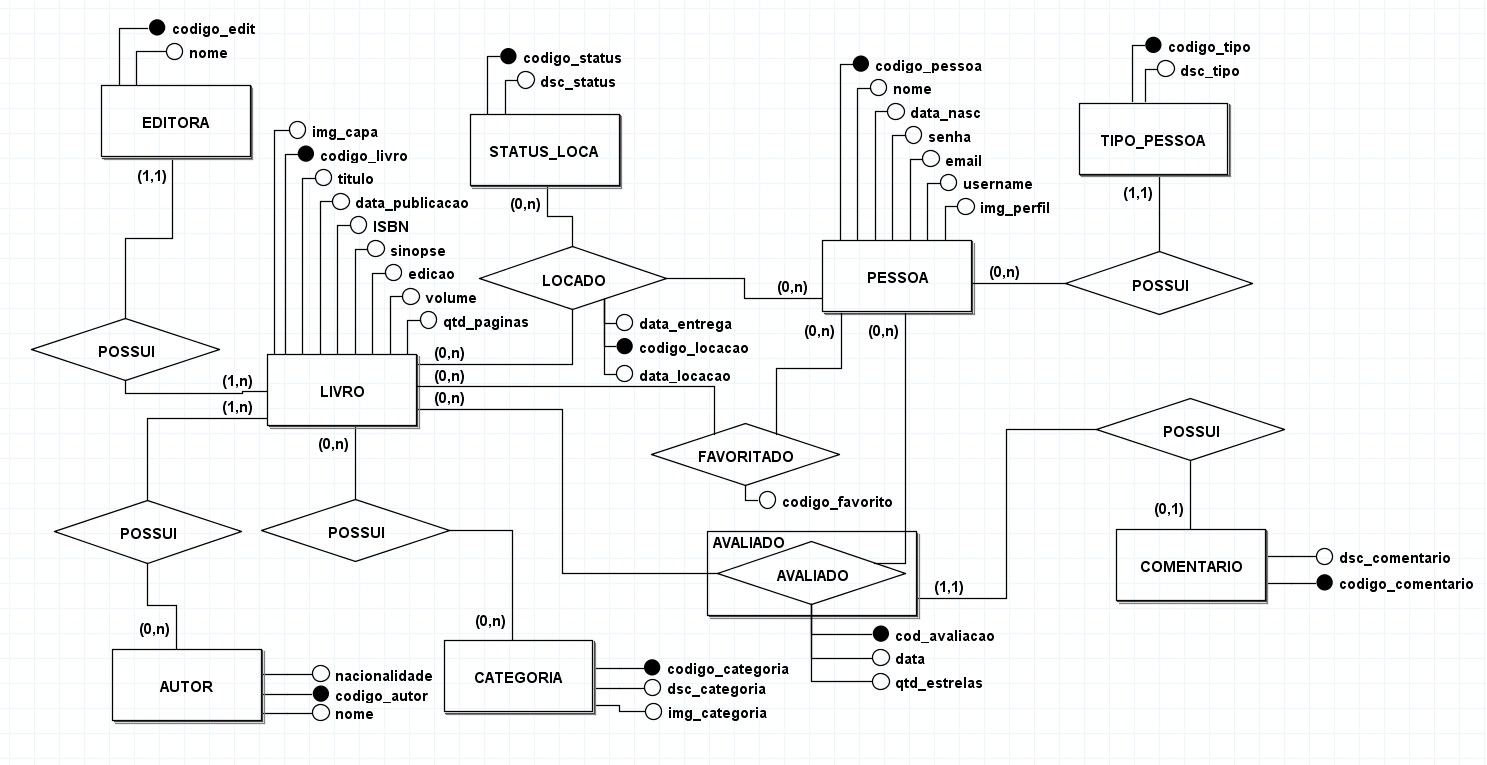 codigo_edit
nome
EDITORA
(1,1)
POSSUI
img_capa
codigo_livro
titulo
data_publicacao
ISBN
sinopse
edicao
volume
qtd_paginas
LIVRO
(1,n)
(1,n)
(0,n)
(0,n)
(0,n)
(0,n)
codigo_status
dsc_status
STATUS_LOCA
(0,n)
LOCADO
data_entrega
codigo_locacao
data_locacao
codigo_pessoa
nome
data_nasc
senha
email
username
img_perfil
PESSOA
(0,n)
(0,n)
(0,n)
(0,n)
codigo_tipo
dsc_tipo
TIPO_PESSOA
(1,1)
POSSUI
FAVORITADO
codigo_favorito
AVALIADO
AVALIADO
(1,1)
cod_avaliacao
data
qtd_estrelas
POSSUI
(0,1)
COMENTARIO
dsc_comentario
codigo_comentario
POSSUI
(0,n)
AUTOR
nacionalidade
codigo_autor
nome
POSSUI
(0,n)
CATEGORIA
codigo_categoria
dsc_categoria
img_categoria